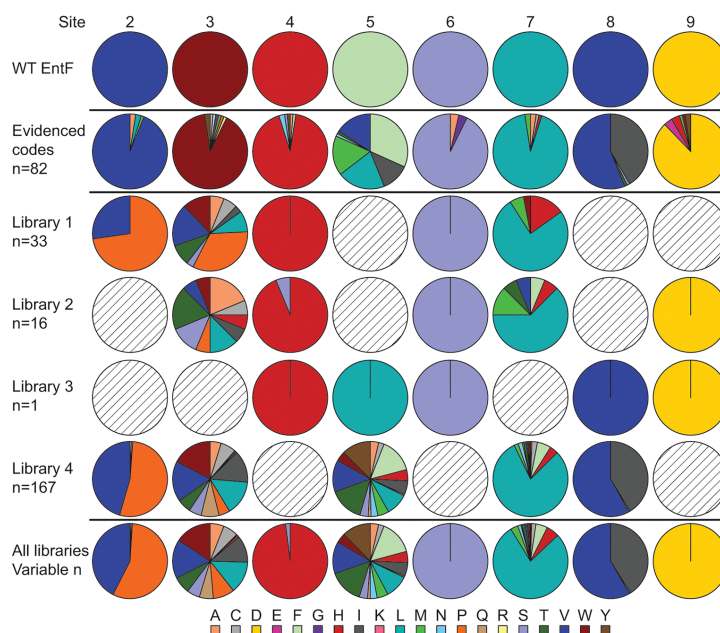 Site 2 3 4 5 6 7 8 9
WT EntF
Evidenced
codes
n=82
Library 1
n=33
Library 2
n=16
Library 3
n=1
Library 4
n=167
All libraries
Variable n
A C D E F G H I K L M N P Q R S T V W Y